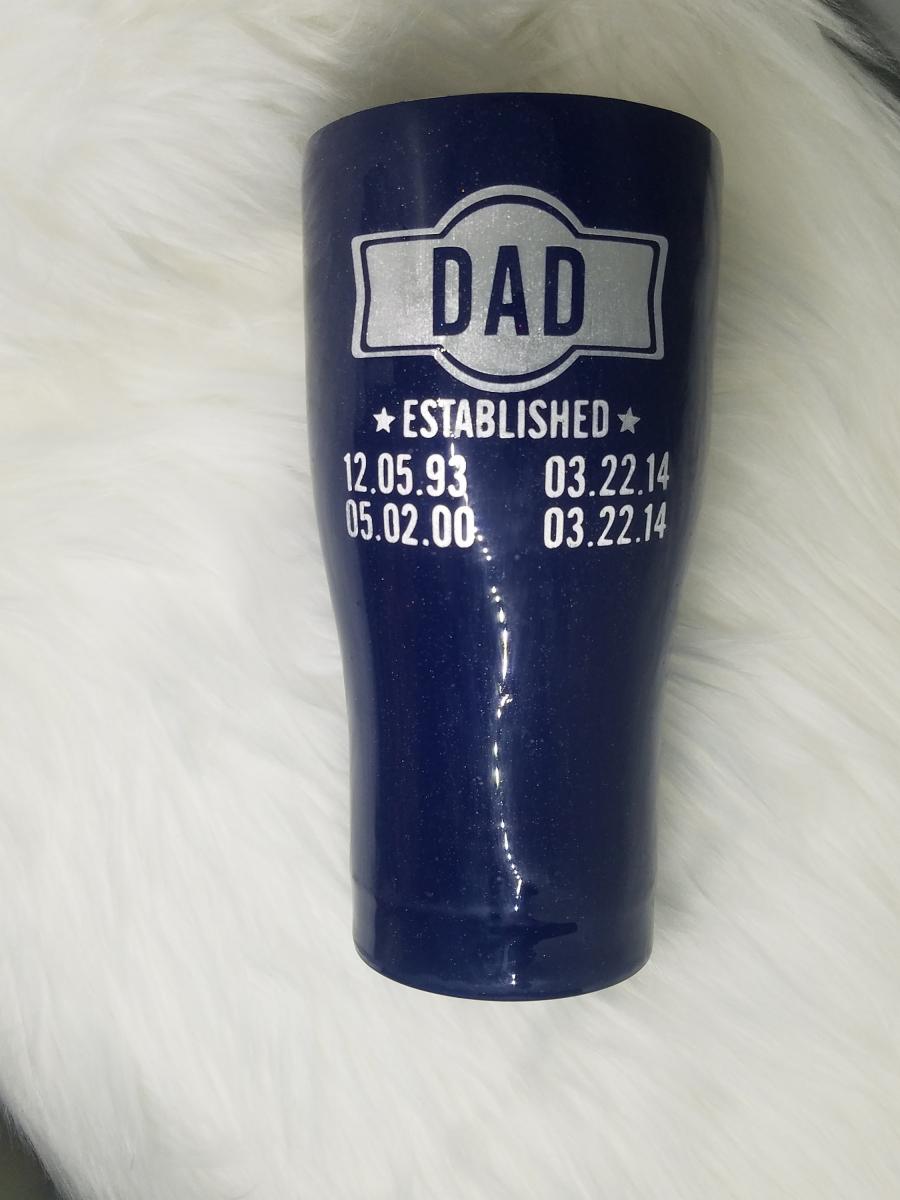 DAD
★ESTABLISHED★
12.05.93 03.22.14
05.02.00 03.22.14